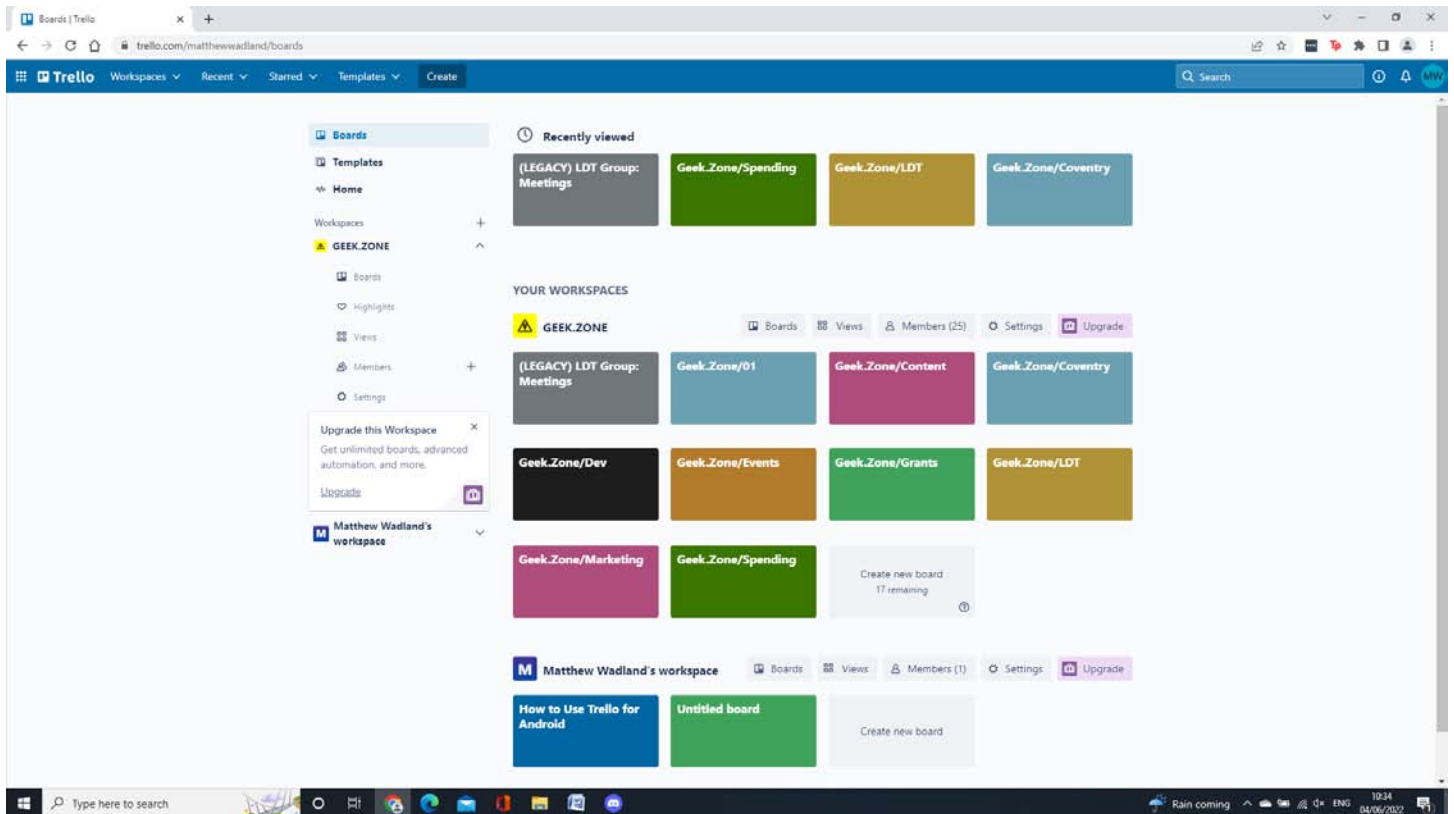 Boards | Trello
trello.com/matthewwadland/boards
Trello Workspaces Recent Starred Templates Create Search MW
Boards
Templates
Home
Workspaces
GEEK.ZONE
Boards
Highlights
Views
Members
Settings
Upgrade this Workspace
Get unlimited boards, advanced
automation, and more.
Upgrade
M Matthew Wadland's
workspace
Recently viewed
(LEGACY) LDT Group:
Meetings
Geek.Zone/Spending
Geek.Zone/LDT
Geek.Zone/Coventry
YOUR WORKSPACES
GEEK.ZONE Boards Views Members (25) Settings Upgrade
(LEGACY) LDT Group:
Meetings
Geek.Zone/01
Geek.Zone/Content
Geek.Zone/Coventry
Geek.Zone/Dev
Geek.Zone/Events
Geek.Zone/Grants
Geek.Zone/LDT
Geek.Zone/Marketing
Geek.Zone/Spending
Create new board
17 remaining
M Matthew Wadland's workspace Boards Views Members (1) Settings Upgrade
How to Use Trello for
Android
Untitled board
Create new board
Type here to search
Rain coming
ENG
10:34
04/06/2022